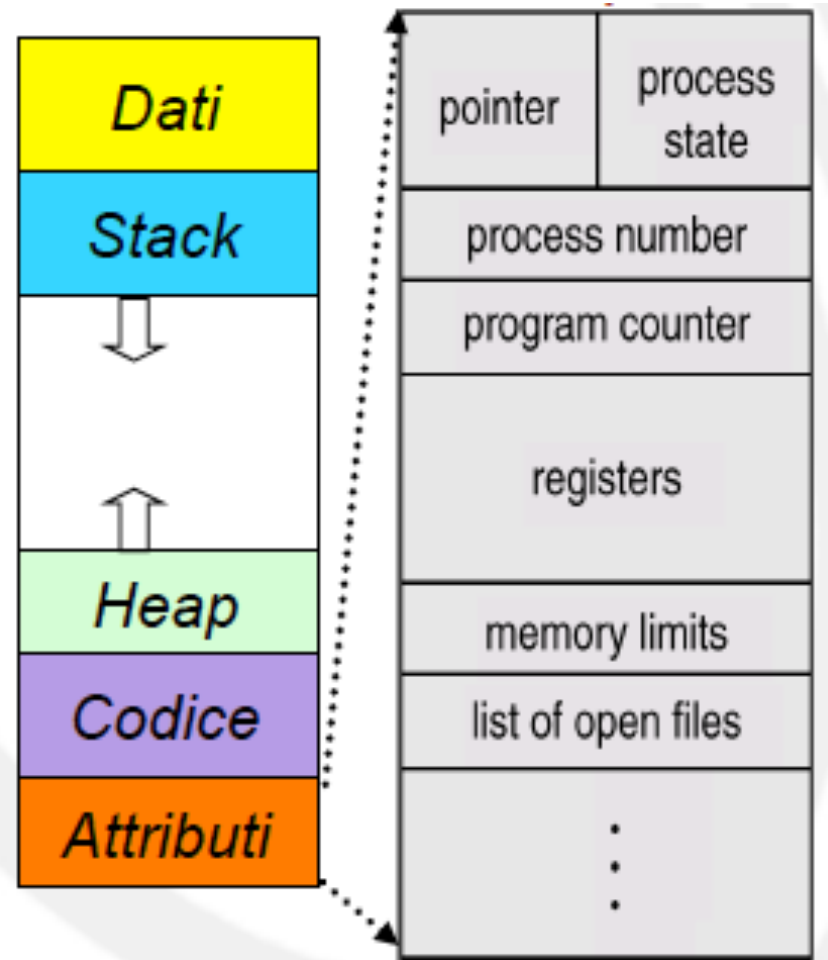 Dati
Stack
Heap
Codice
Attributi
pointer
process
state
process number
program counter
registers
memory limits
list of open files